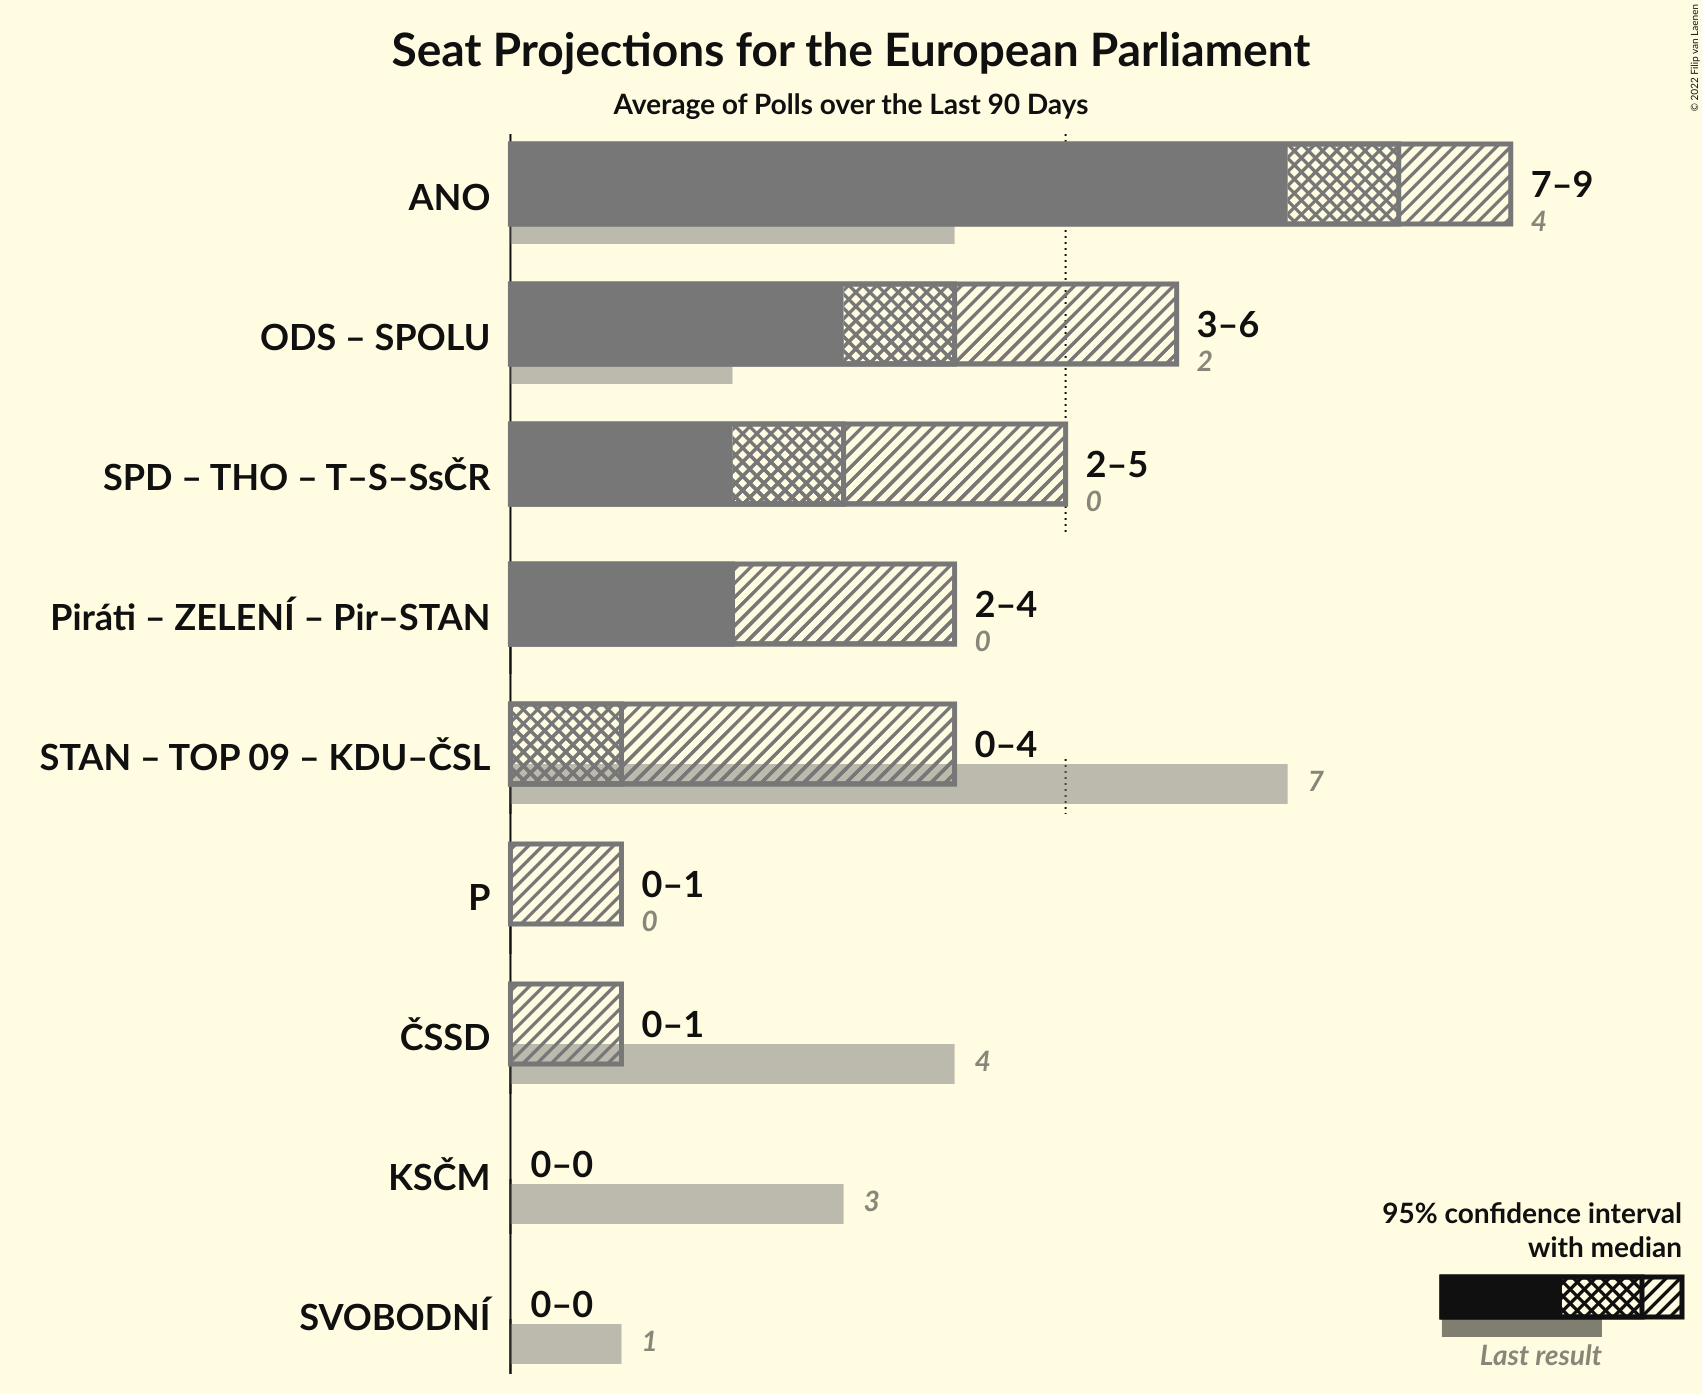 Seat Projections for the European Parliament
Average of Polls over the Last 90 Days
© 2022 Filip van Laenen
ANO
7–9
4
ODS – SPOLU
3–6
2
SPD – THO – T–S–SsČR
2–5
0
Piráti – ZELENÍ – Pir–STAN
2–4
0
STAN – TOP 09 – KDU–ČSL
0–4
7
P
0–1
0
ČSSD
0–1
4
KSČM
0–0
3
SVOBODNÍ
0–0
1
95% confidence interval
with median
Last result